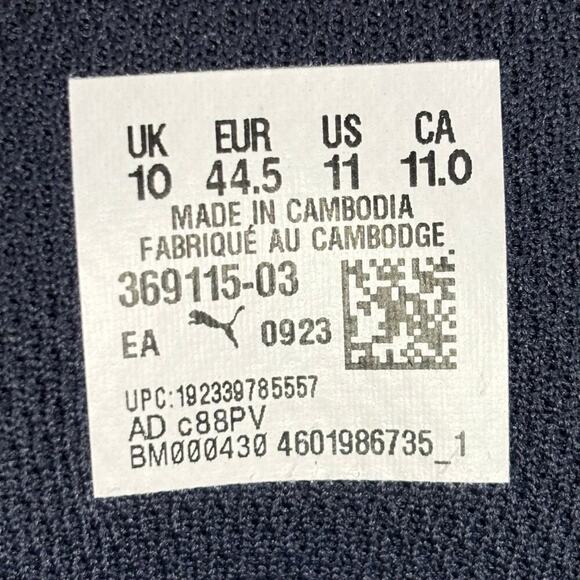 UK EUR US CA
10 44.5 11 11.0
MADE IN CAMBODIA
FABRIQUÉ AU CAMBODGE
369115-03
EA 0923
UPC:192339785557
AD c88PV
BM000430 4601986735_1